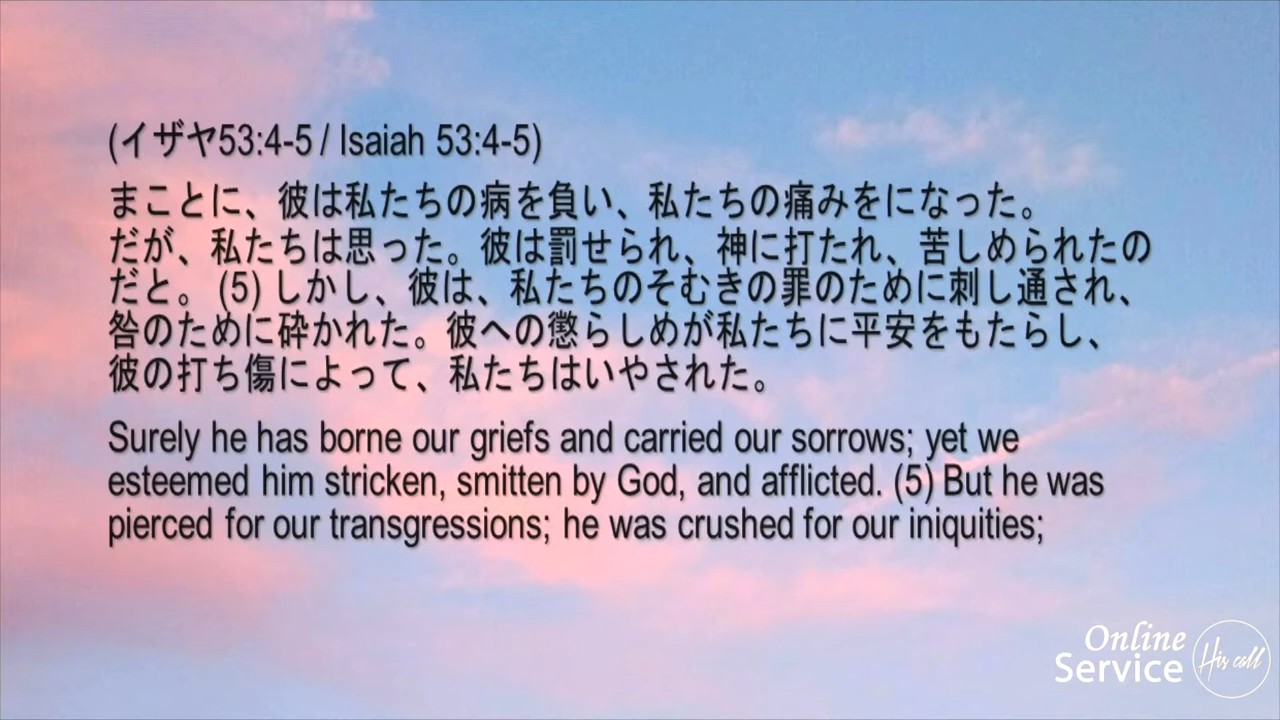 (イザヤ53:4-5 / Isaiah 53:4-5)
まことに、彼は私たちの病を負い、私たちの痛みをになった。
だが、私たちは思った。彼は罰せられ、神に打たれ、苦しめられたの
だと。 (5) しかし、彼は、私たちのそむきの罪のために刺し通され、
咎のために砕かれた。彼への懲らしめが私たちに平安をもたらし、
彼の打ち傷によって、私たちはいやされた。
Surely he has borne our griefs and carried our sorrows; yet we
esteemed him stricken, smitten by God, and afflicted. (5) But he was
pierced for our transgressions; he was crushed for our iniquities;
Online
Service
His call